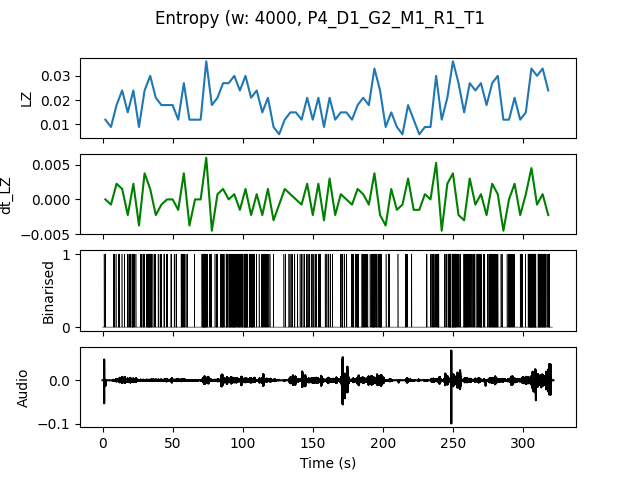 Entropy (w: 4000, P4_D1_G2_M1_R1_T1
LZ
0.03
0.02
0.01
dt_LZ
0.005
0.000
−0.005
Binarised
1
0
Audio
0.0
−0.1
0 50 100 150 200 250 300
Time (s)